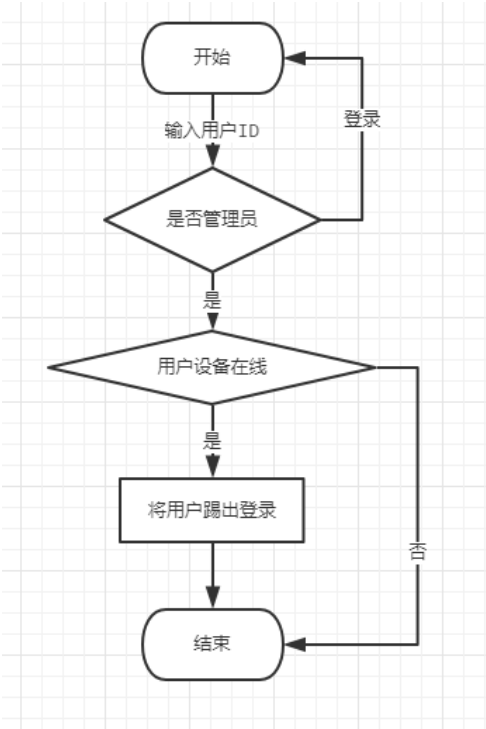 开始
登录
输入用户ID
是否管理员
是
用户设备在线
是
将用户踢出登录
否
结束